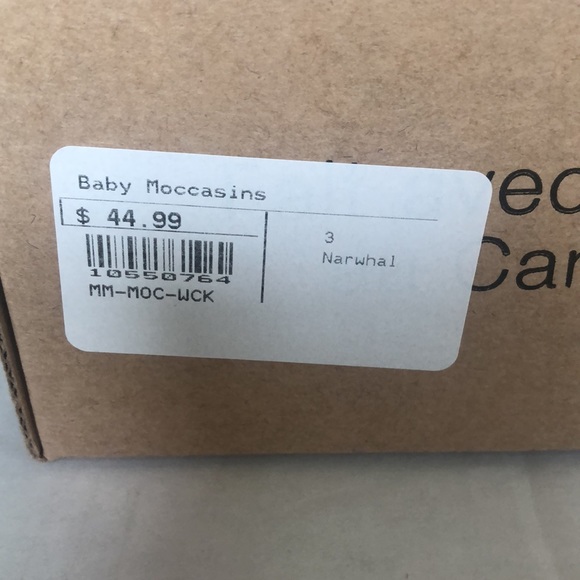 Baby Moccasins
$ 44.99
10550764
MM-MOC-WCK
3
Narwhal